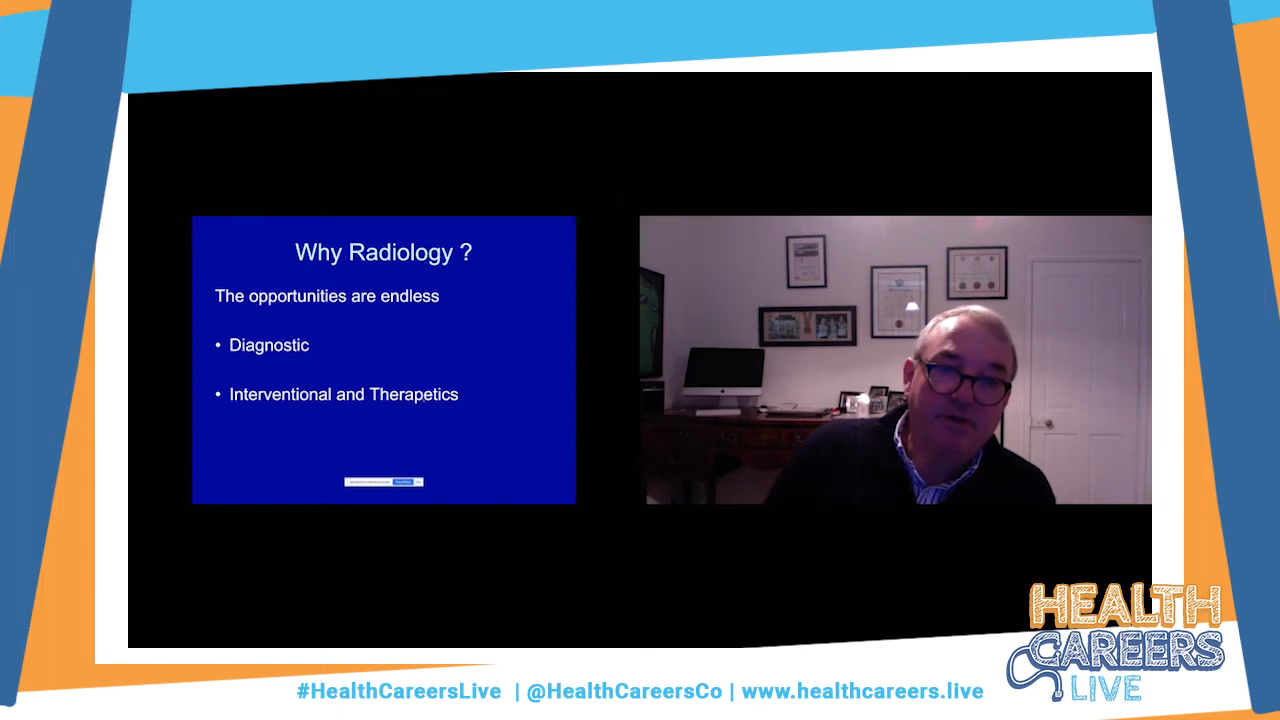 Why Radiology ?
The opportunities are endless
• Diagnostic
• Interventional and Therapetics
HEALTH
CAREERS
LIVE
#HealthCareersLive | @HealthCareersCo | www.healthcareers.live